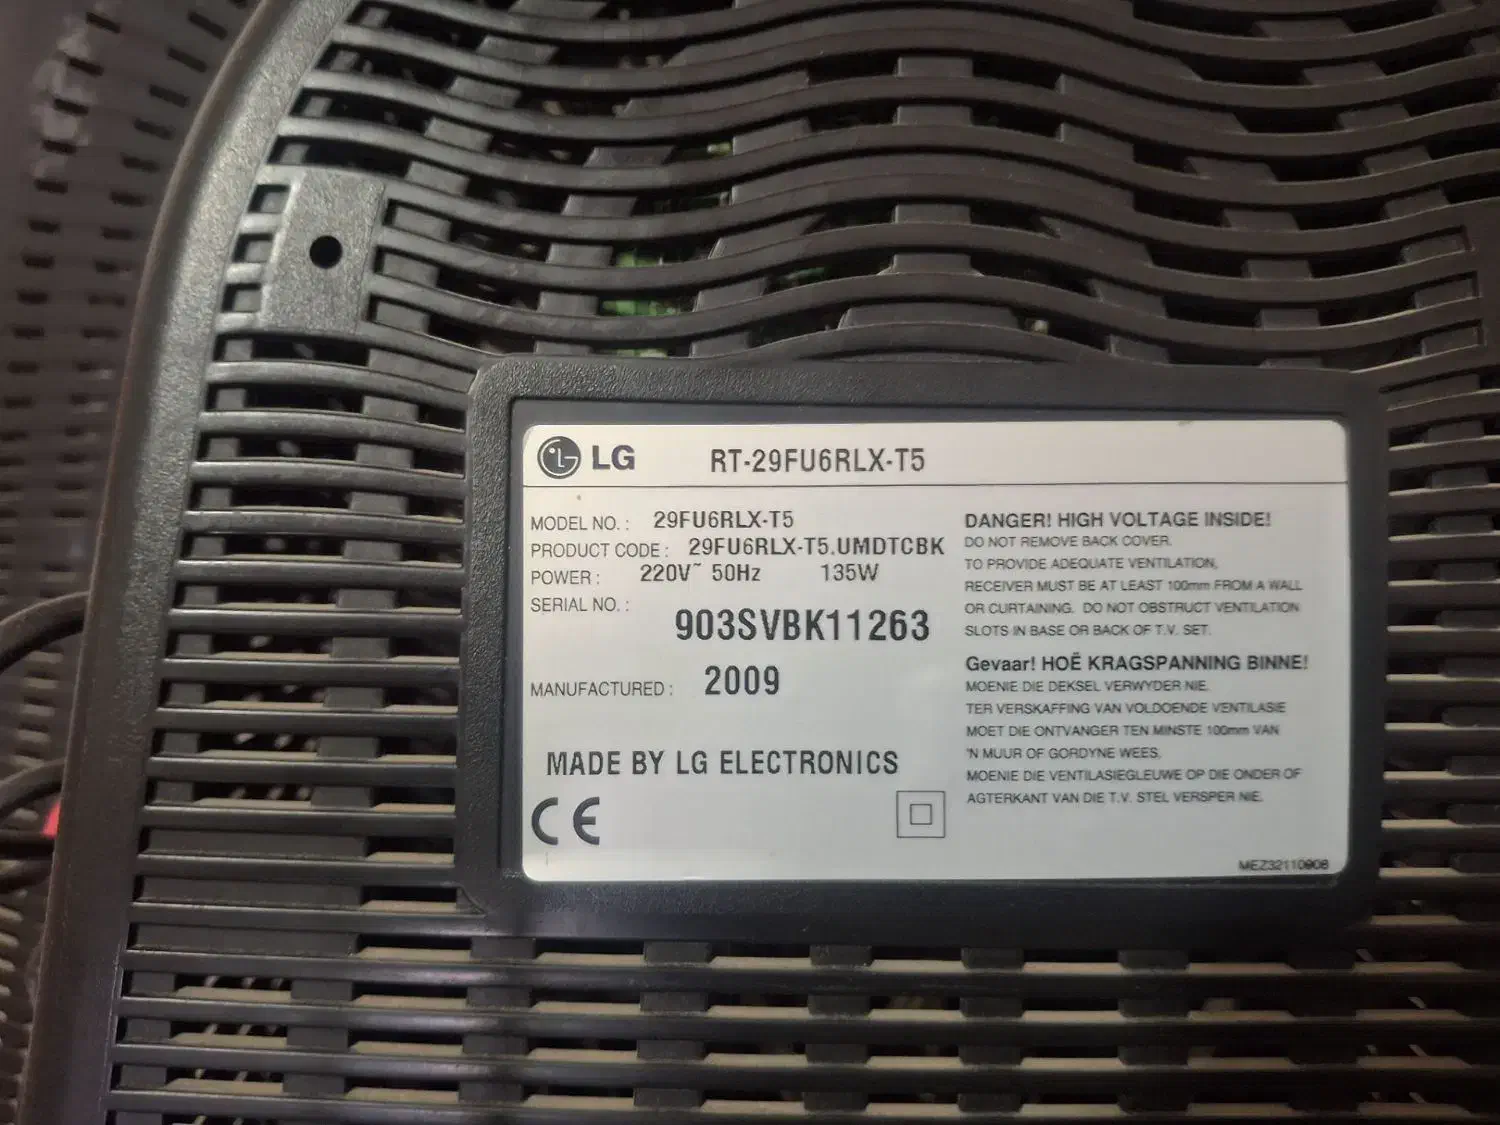 LG RT-29FU6RLX-T5
MODEL NO. : 29FU6RLX-T5
PRODUCT CODE : 29FU6RLX-T5.UMDTCBK
POWER : 220V~ 50Hz 135W
SERIAL NO. :
903SVBK11263
MANUFACTURED : 2009
MADE BY LG ELECTRONICS
CE
DANGER! HIGH VOLTAGE INSIDE!
DO NOT REMOVE BACK COVER.
TO PROVIDE ADEQUATE VENTILATION,
RECEIVER MUST BE AT LEAST 100mm FROM A WALL
OR CURTAINING. DO NOT OBSTRUCT VENTILATION
SLOTS IN BASE OR BACK OF T.V. SET.
Gevaar! HOË KRAGSPANNING BINNE!
MOENIE DIE DEKSEL VERWYDER NIE.
TER VERSKAFFING VAN VOLDOENDE VENTILASIE
MOET DIE ONTVANGER TEN MINSTE 100mm VAN
'N MUUR OF GORDYNE WEES.
MOENIE DIE VENTILASIEGLEUWE OP DIE ONDER OF
AGTERKANT VAN DIE T.V. STEL VERSPER NIE.
MEZ32110908